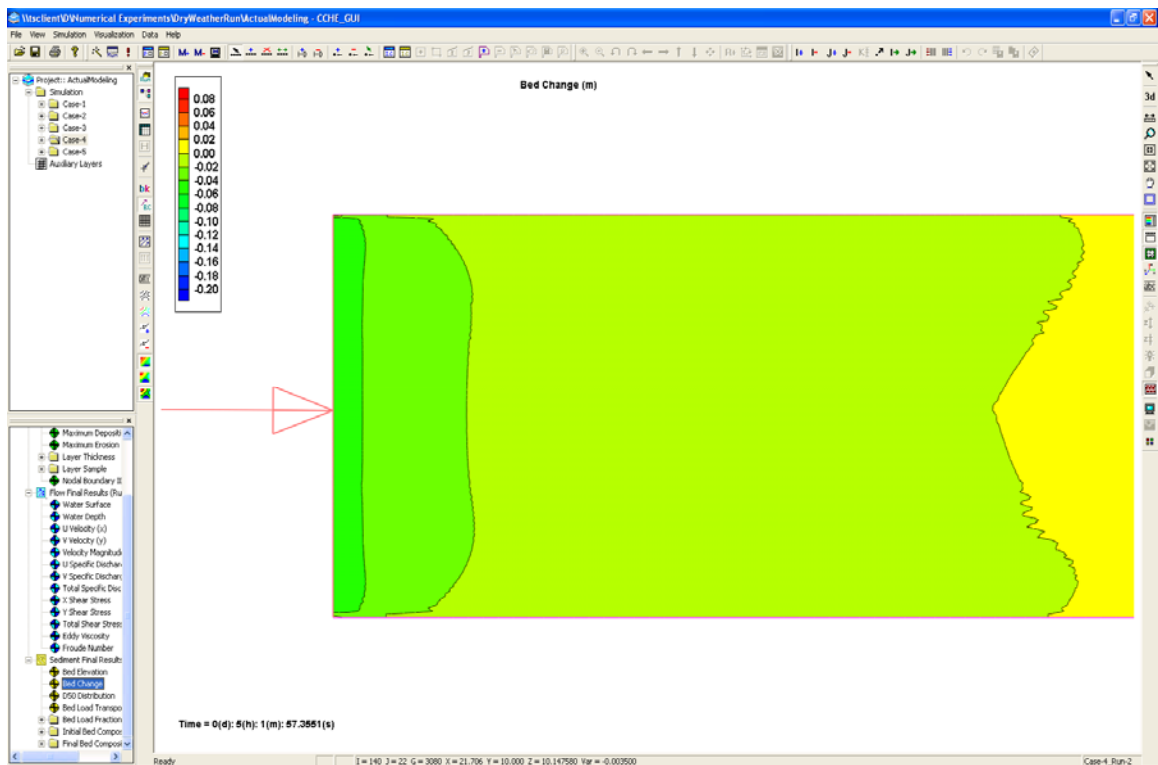 \\tsclient\D\Numerical Experiments\DryWeatherRun\ActualModeling - CCHE_GUI
File View Simulation Visualization Data Help
Project:: ActualModeling
Simulation
Case-1
Case-2
Case-3
Case-4
Case-5
Auxiliary Layers
Bed Change (m)
0.08
0.06
0.04
0.02
0.00
-0.02
-0.04
-0.06
-0.08
-0.10
-0.12
-0.14
-0.16
-0.18
-0.20
3d
bk
Maximum Depositi
Maximum Erosion
Layer Thickness
Layer Sample
Nodal Boundary I
Flow Final Results (Ru
Water Surface
Water Depth
U Velocity (x)
V Velocity (y)
Velocity Magnitud
U Specific Dischar
V Specific Dischar
Total Specific Disc
X Shear Stress
Y Shear Stress
Total Shear Stress
Eddy Viscosity
Froude Number
Sediment Final Results
Bed Elevation
Bed Change
D50 Distribution
Bed Load Transpo
Bed Load Fraction
Initial Bed Compos
Final Bed Composi
Time = 0(d): 5(h): 1(m): 57.3551(s)
Ready
I = 140 J = 22 G = 3080 X = 21.706 Y = 10.000 Z = 10.147580 Var = -0.003500
Case-4 Run-2